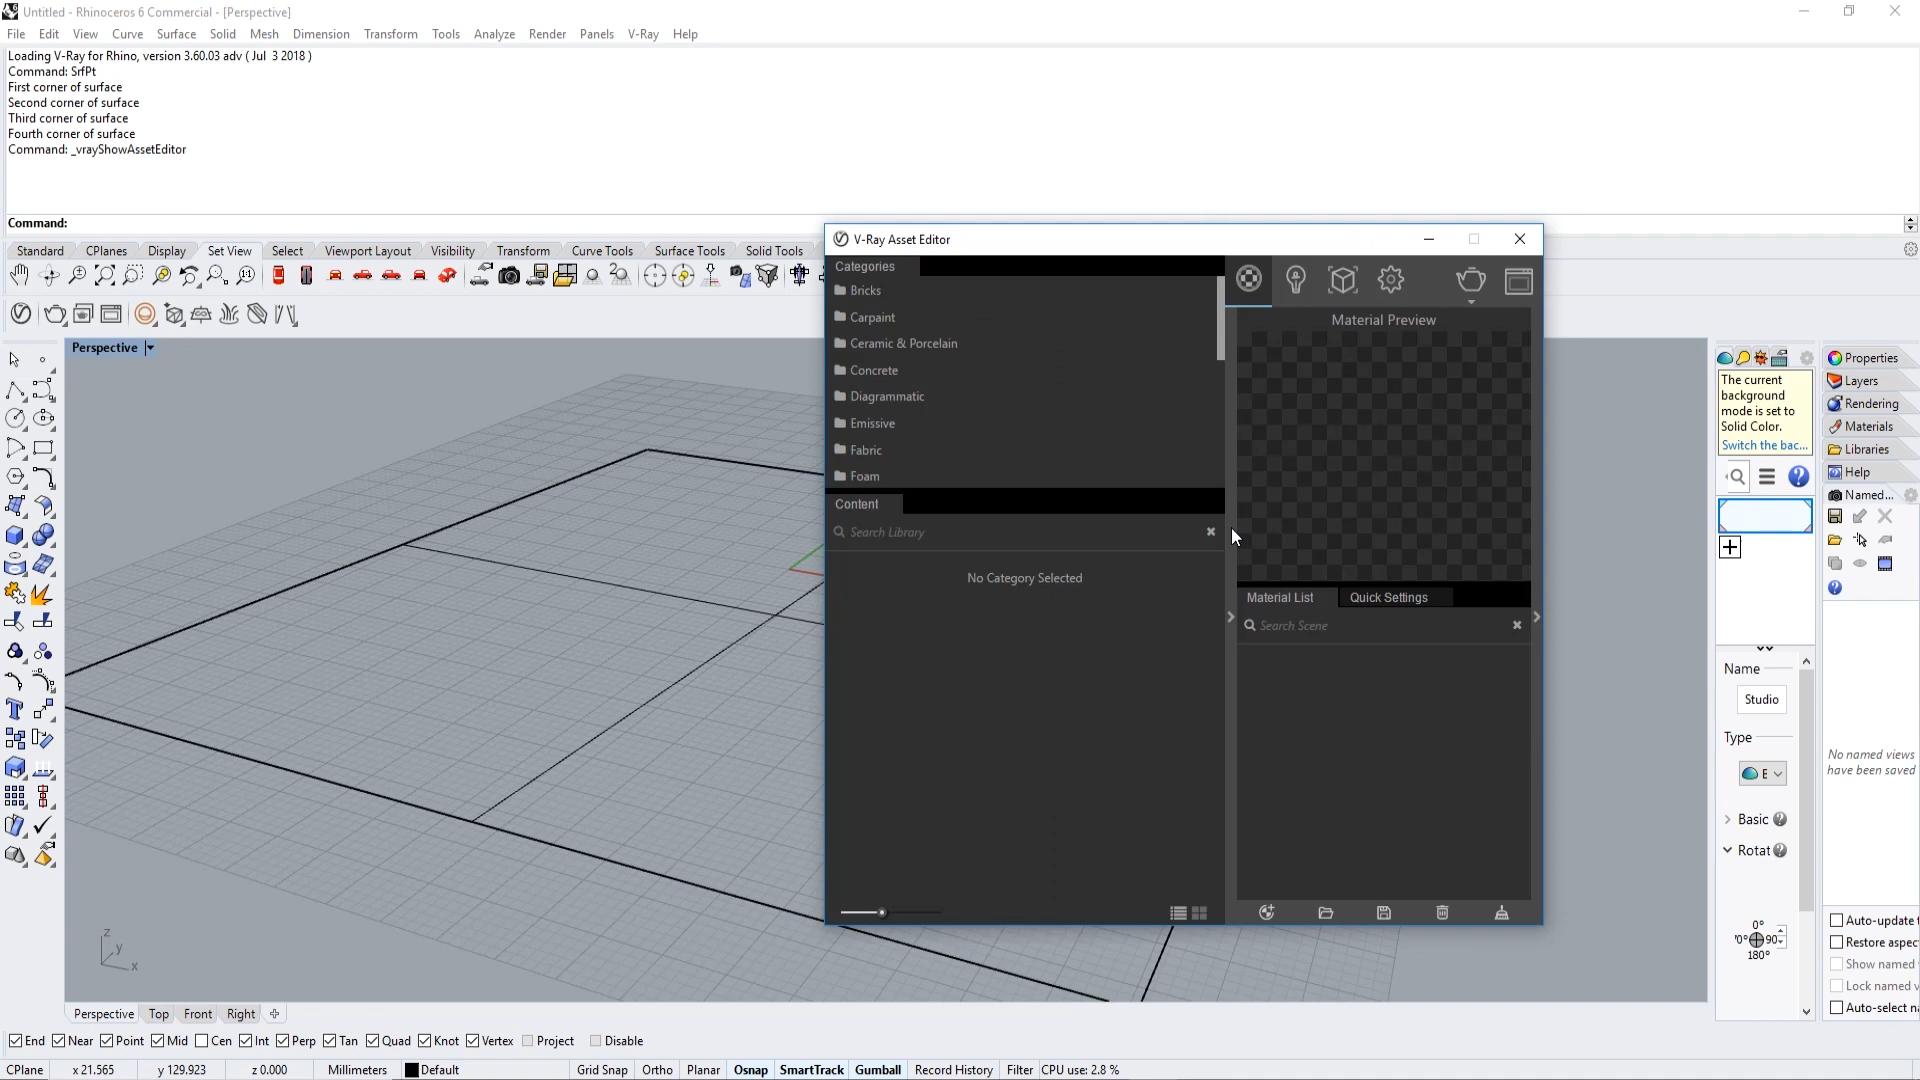 Untitled - Rhinoceros 6 Commercial - [Perspective]
File Edit View Curve Surface Solid Mesh Dimension Transform Tools Analyze Render Panels V-Ray Help
Loading V-Ray for Rhino, version 3.60.03 adv ( Jul 3 2018 )
Command: SrfPt
First corner of surface
Second corner of surface
Third corner of surface
Fourth corner of surface
Command: _vrayShowAssetEditor
Command:
Standard CPlanes Display Set View Select Viewport Layout Visibility Transform Curve Tools Surface Tools Solid Tools
V-Ray Asset Editor
Categories
Bricks
Carpaint
Ceramic & Porcelain
Concrete
Diagrammatic
Emissive
Fabric
Foam
Content
Search Library
No Category Selected
Material Preview
Material List Quick Settings
Search Scene
Perspective
The current
background
mode is set to
Solid Color.
Switch the bac...
Name
Studio
Type
E
Basic
Rotat
0°
90
180°
Properties
Layers
Rendering
Materials
Libraries
Help
Named...
No named views
have been saved
Auto-update
Restore aspec
Show named
Lock named v
Auto-select na
z
y
x
Perspective Top Front Right
End Near Point Mid Cen Int Perp Tan Quad Knot Vertex Project Disable
CPlane x 21.565 y 129.923 z 0.000 Millimeters Default Grid Snap Ortho Planar Osnap SmartTrack Gumball Record History Filter CPU use: 2.8 %